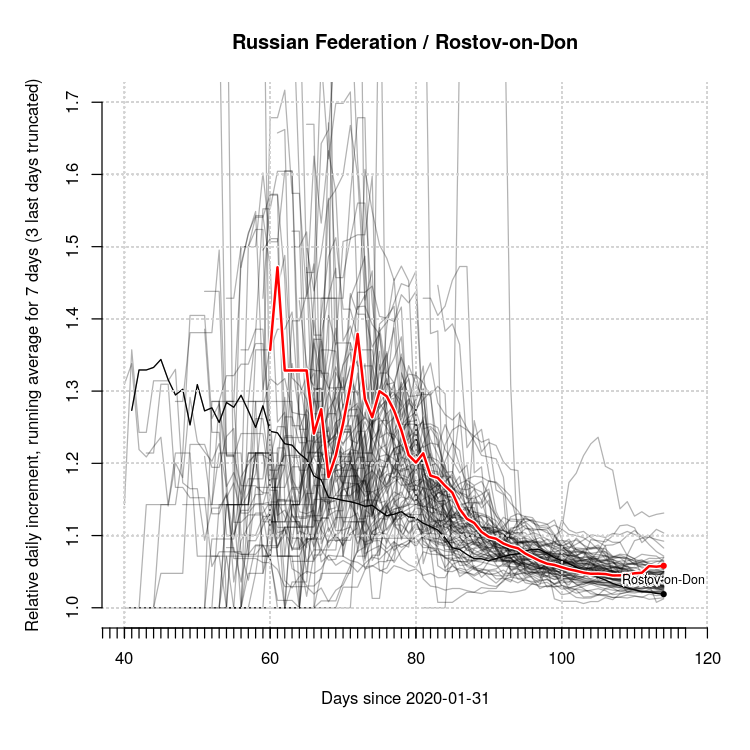 Russian Federation / Rostov-on-Don
Relative daily increment, running average for 7 days (3 last days truncated)
1.7
1.6
1.5
1.4
1.3
1.2
1.1
1.0
Rostov-on-Don
40 60 80 100 120
Days since 2020-01-31